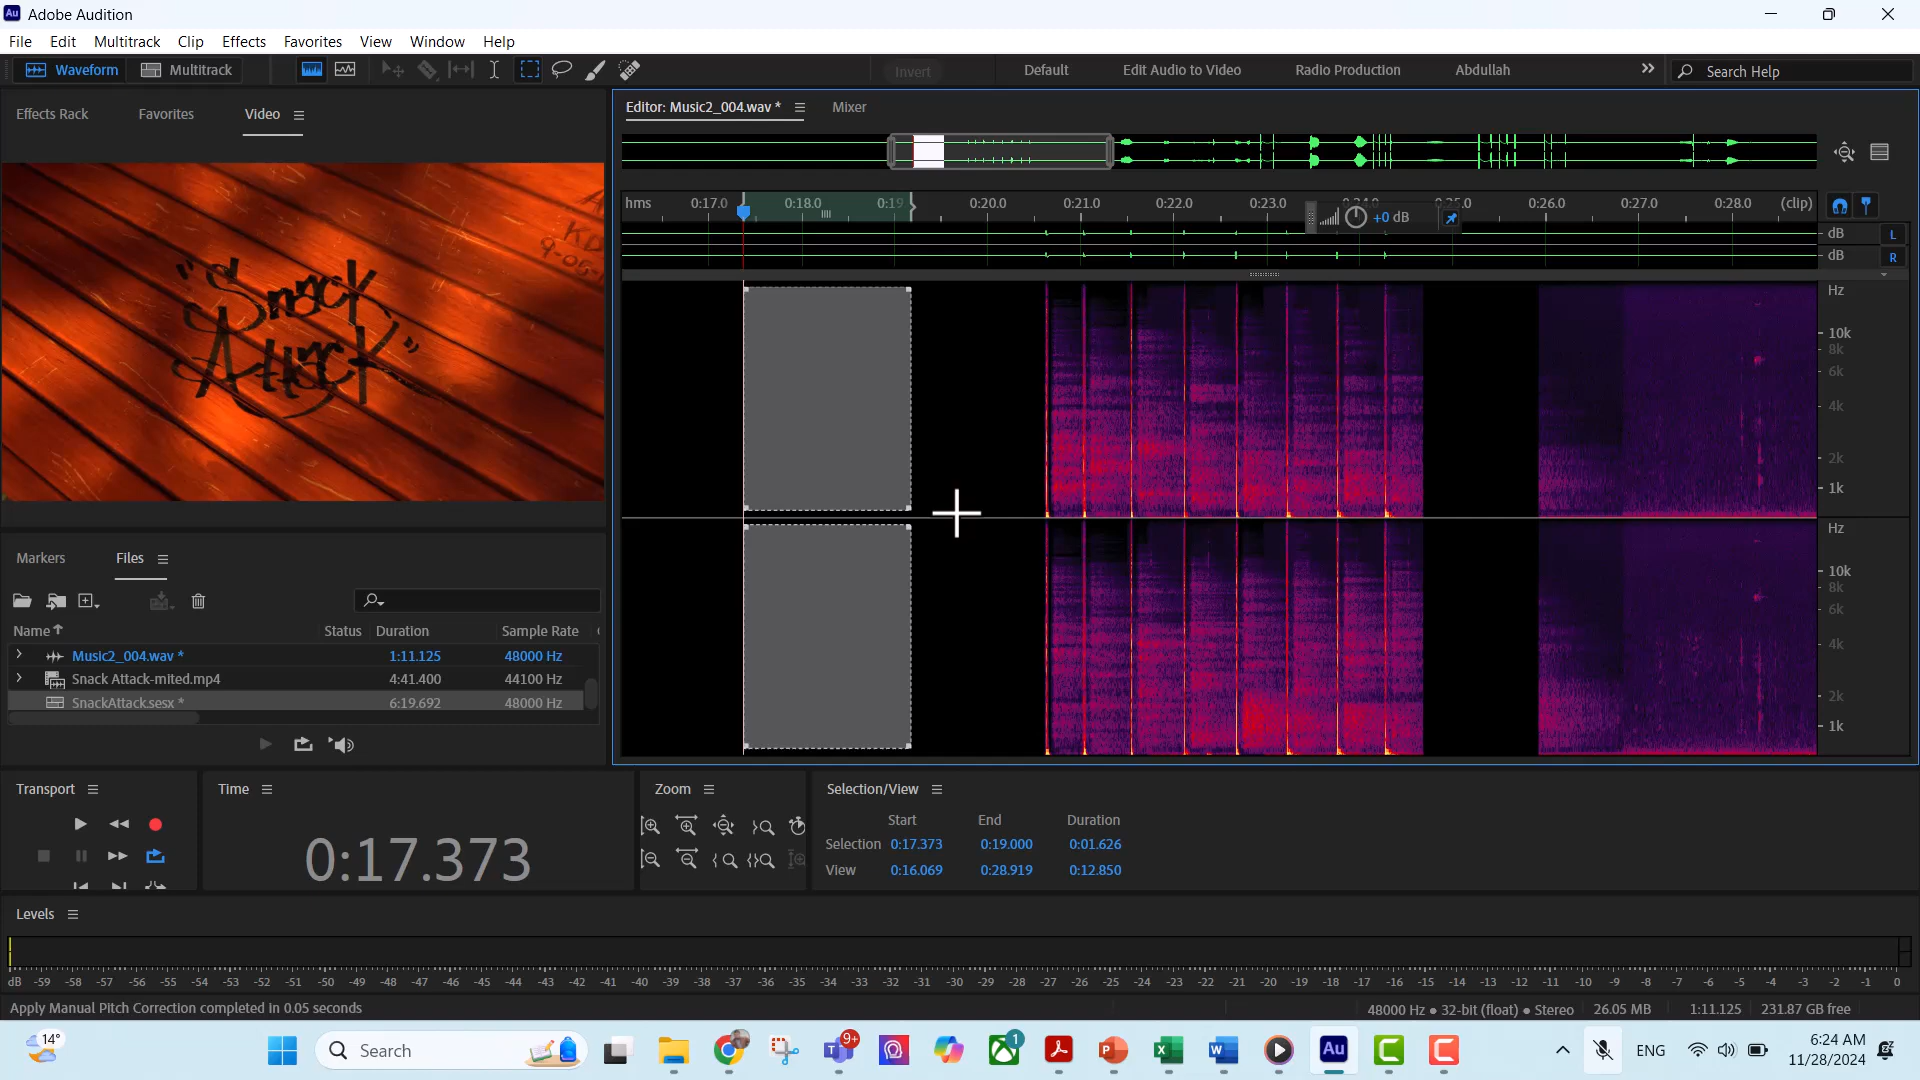 Au Adobe Audition
File Edit Multitrack Clip Effects Favorites View Window Help
Waveform Multitrack Invert Default Edit Audio to Video Radio Production Abdullah Search Help
Effects Rack Favorites Video
Editor: Music2_004.wav * Mixer
"Snack
Attack"
hms 0:17.0 0:18.0 0:19 0:20.0 0:21.0 0:22.0 0:23.0 0:26.0 0:27.0 0:28.0 (clip)
+0 dB
dB L
dB R
Hz
10k
8k
6k
4k
2k
1k
Hz
10k
8k
6k
4k
2k
1k
Markers Files
Name Status Duration Sample Rate
Music2_004.wav * 1:11.125 48000 Hz
Snack Attack-mited.mp4 4:41.400 44100 Hz
SnackAttack.sesx * 6:19.692 48000 Hz
Transport Time Zoom Selection/View
0:17.373
Start End Duration
Selection 0:17.373 0:19.000 0:01.626
View 0:16.069 0:28.919 0:12.850
Levels
dB -59 -58 -57 -56 -55 -54 -53 -52 -51 -50 -49 -48 -47 -46 -45 -44 -43 -42 -41 -40 -39 -38 -37 -36 -35 -34 -33 -32 -31 -30 -29 -28 -27 -26 -25 -24 -23 -22 -21 -20 -19 -18 -17 -16 -15 -14 -13 -12 -11 -10 -9 -8 -7 -6 -5 -4 -3 -2 -1 0
Apply Manual Pitch Correction completed in 0.05 seconds
48000 Hz ● 32-bit (float) ● Stereo 26.05 MB 1:11.125 231.87 GB free
14°
Search
9+
1
Au
ENG
6:24 AM
11/28/2024